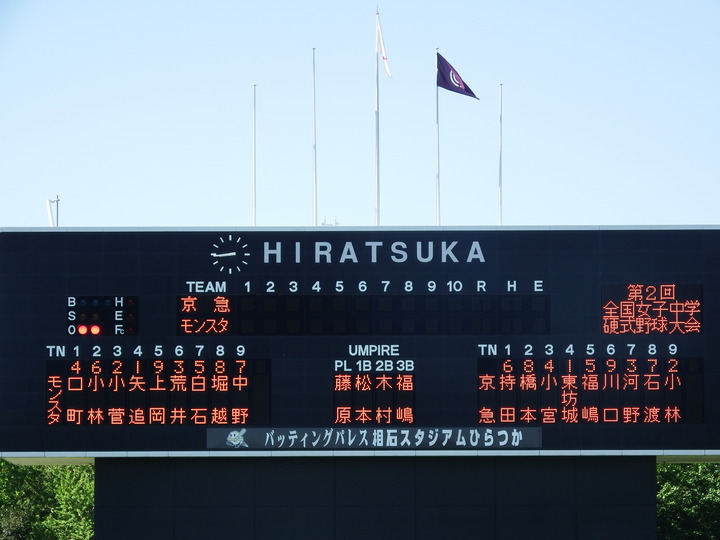 HIRATSUKA
TEAM 1 2 3 4 5 6 7 8 9 10 R H E
京急
モンスタ
第2回
全国女子中学
硬式野球大会
B H
S E
O F
TN 1 2 3 4 5 6 7 8 9
4 6 2 1 9 3 5 8 7
モンスタ 口町 小林 小菅 矢追 上岡 荒井 白石 堀越 中野
UMPIRE
PL 1B 2B 3B
藤原 松本 木村 福嶋
TN 1 2 3 4 5 6 7 8 9
6 8 4 1 5 9 3 7 2
京急 持田 橋本 小宮 東坊城 福嶋 川口 河野 石渡 小林
バッティングパレス相石スタジアムひらつか